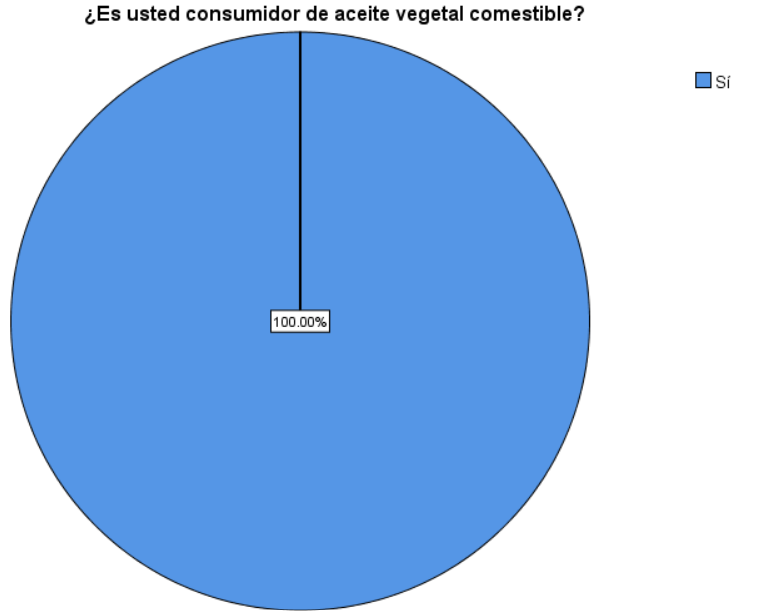 ¿Es usted consumidor de aceite vegetal comestible?
Sí
100.00%